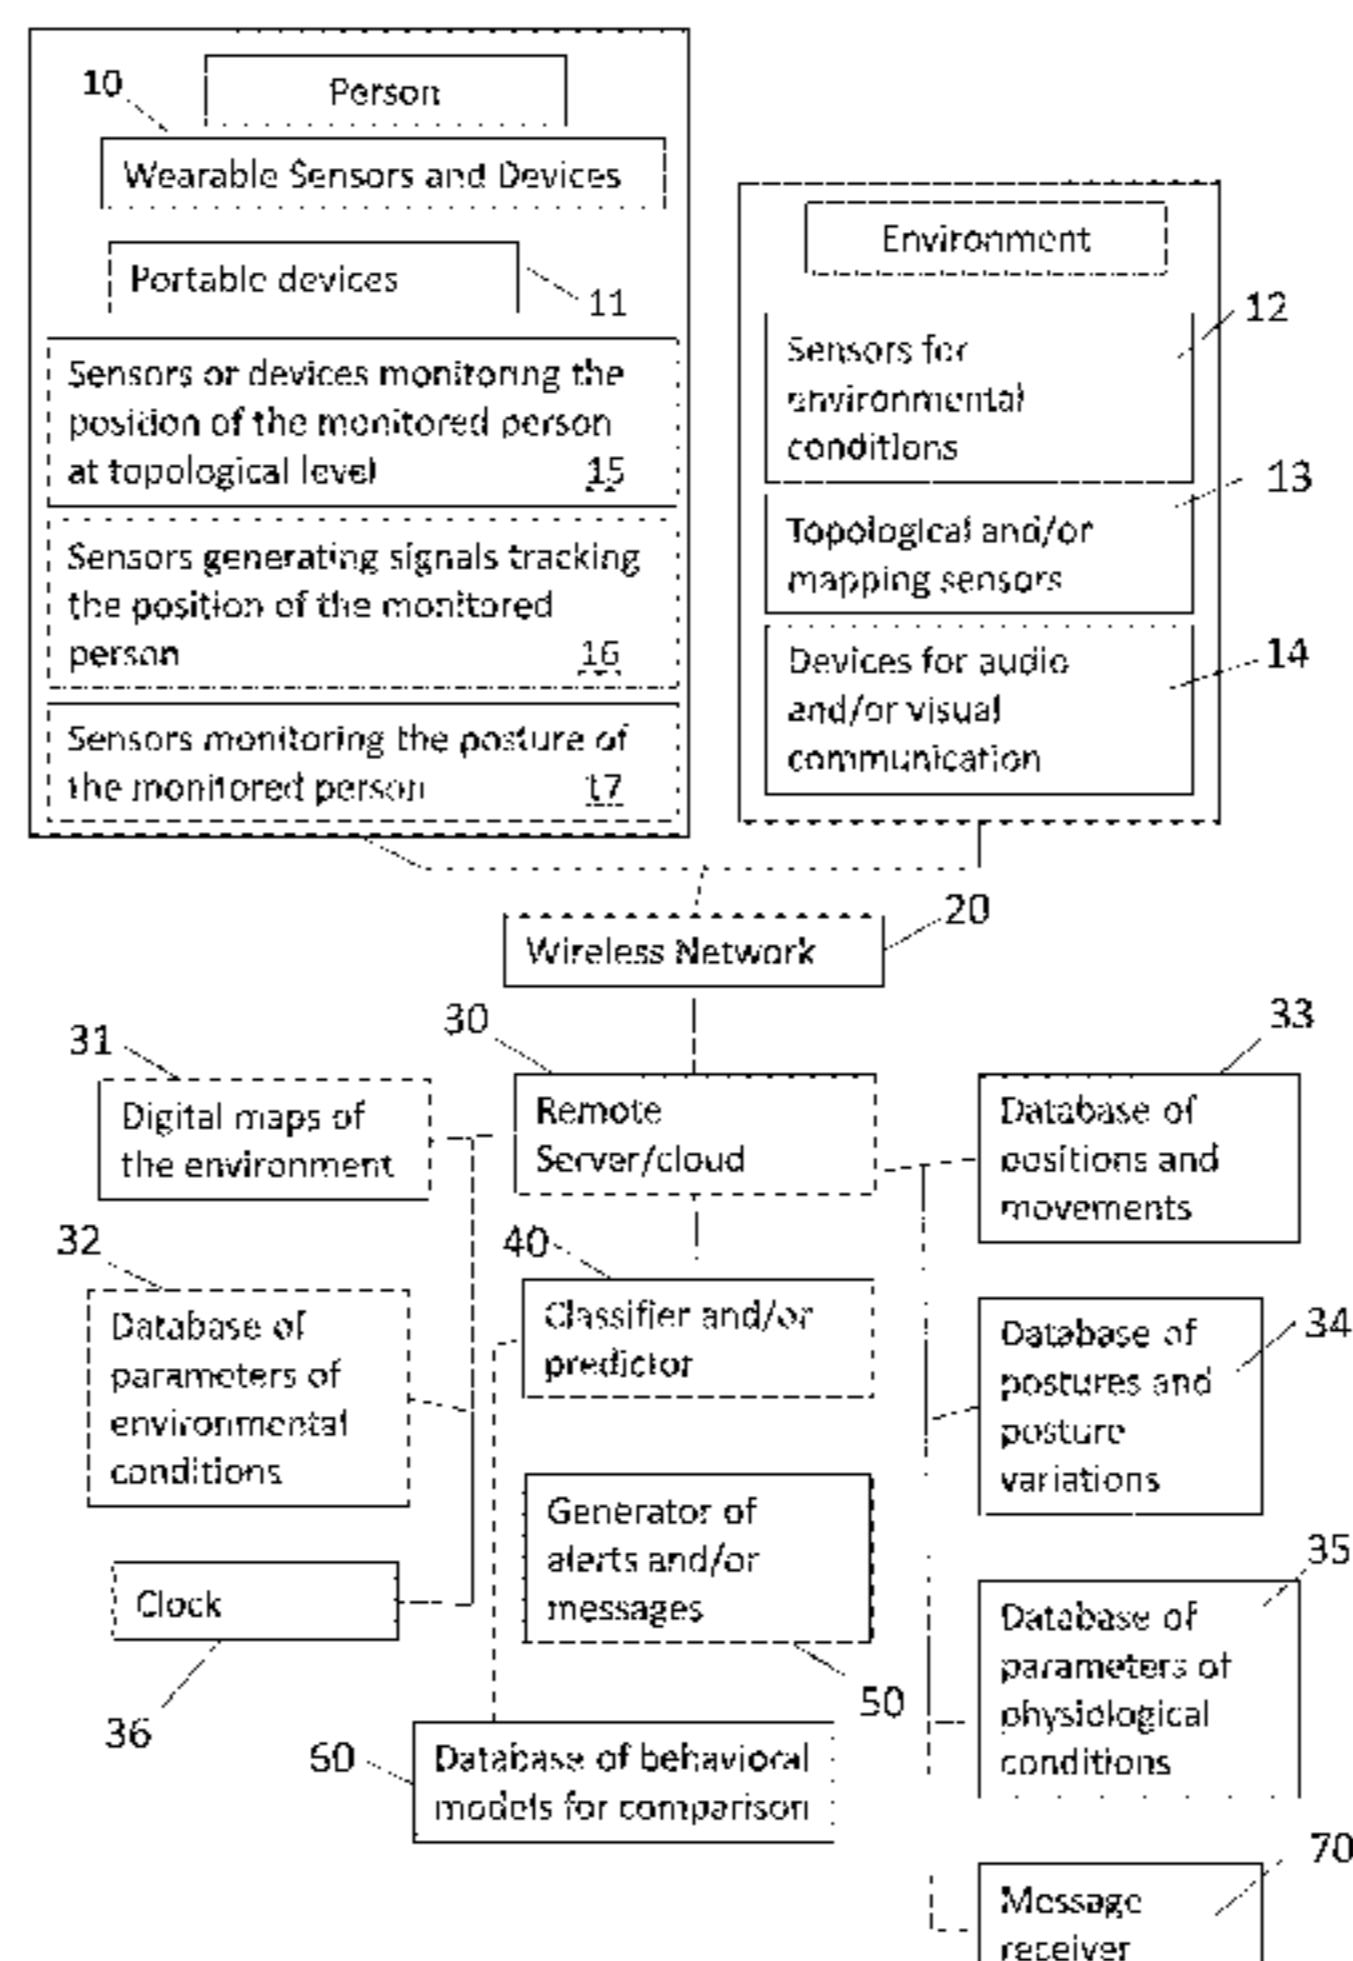 10
Person
Wearable Sensors and Devices
Portable devices
11
Sensors or devices monitoring the
position of the monitored person
at topological level 15
Sensors generating signals tracking
the position of the monitored
person 16
Sensors monitoring the posture of
the monitored person 17
Environment
12
Sensors for
environmental
conditions
13
Topological and/or
mapping sensors
14
Devices for audio
and/or visual
communication
20
Wireless Network
30
Remote
Server/cloud
31
Digital maps of
the environment
32
Database of
parameters of
environmental
conditions
Clock
36
40
Classifier and/or
predictor
Generator of
alerts and/or
messages
50
60
Database of behavioral
models for comparison
33
Database of
positions and
movements
34
Database of
postures and
posture
variations
35
Database of
parameters of
physiological
conditions
70
Message
receiver